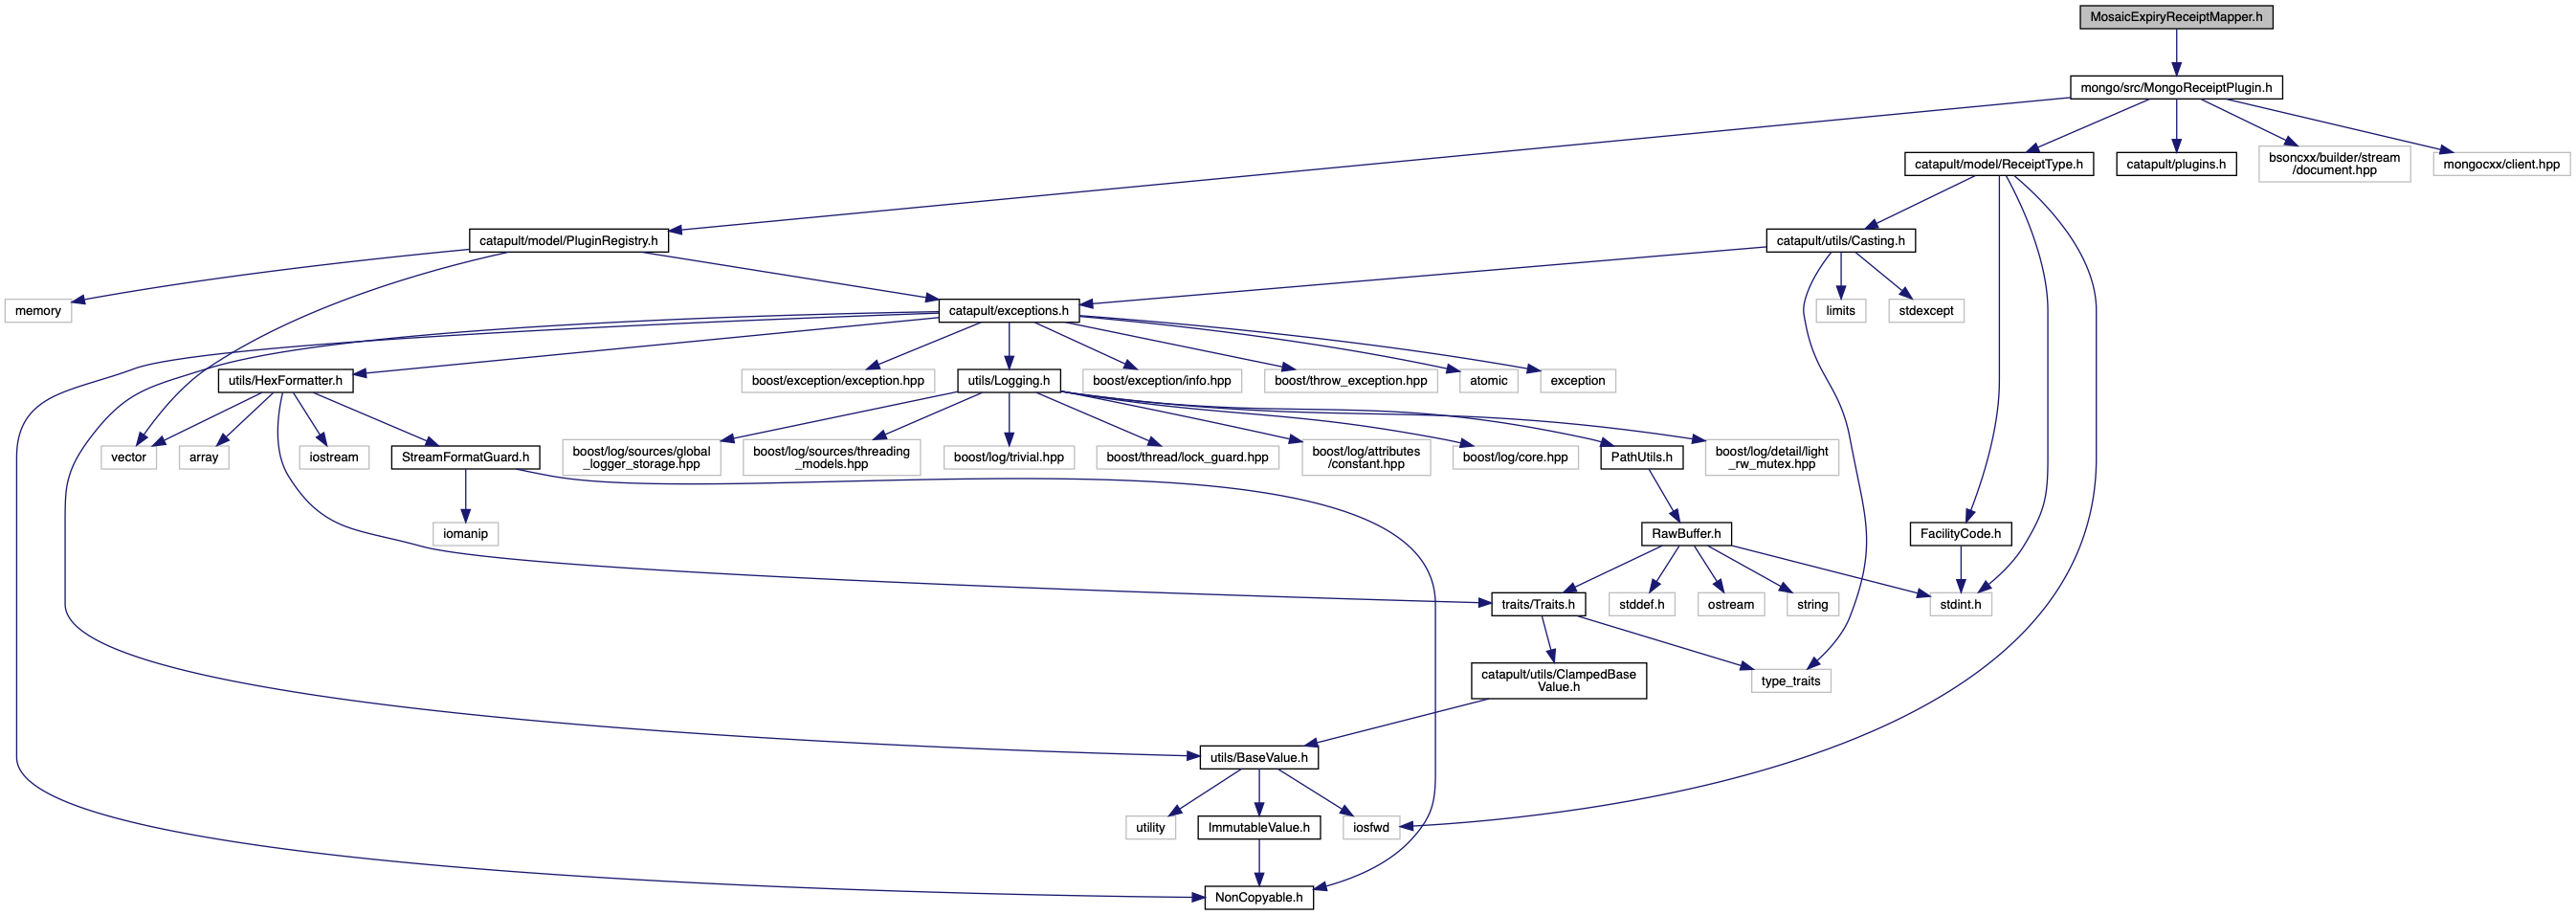 MosaicExpiryReceiptMapper.h
mongo/src/MongoReceiptPlugin.h
catapult/model/ReceiptType.h
catapult/plugins.h
bsoncxx/builder/stream
/document.hpp
mongocxx/client.hpp
catapult/model/PluginRegistry.h
catapult/utils/Casting.h
memory
catapult/exceptions.h
limits
stdexcept
utils/HexFormatter.h
boost/exception/exception.hpp
utils/Logging.h
boost/exception/info.hpp
boost/throw_exception.hpp
atomic
exception
vector
array
iostream
StreamFormatGuard.h
boost/log/sources/global
_logger_storage.hpp
boost/log/sources/threading
_models.hpp
boost/log/trivial.hpp
boost/thread/lock_guard.hpp
boost/log/attributes
/constant.hpp
boost/log/core.hpp
PathUtils.h
boost/log/detail/light
_rw_mutex.hpp
iomanip
RawBuffer.h
FacilityCode.h
traits/Traits.h
stddef.h
ostream
string
stdint.h
catapult/utils/ClampedBase
Value.h
type_traits
utils/BaseValue.h
utility
ImmutableValue.h
iosfwd
NonCopyable.h